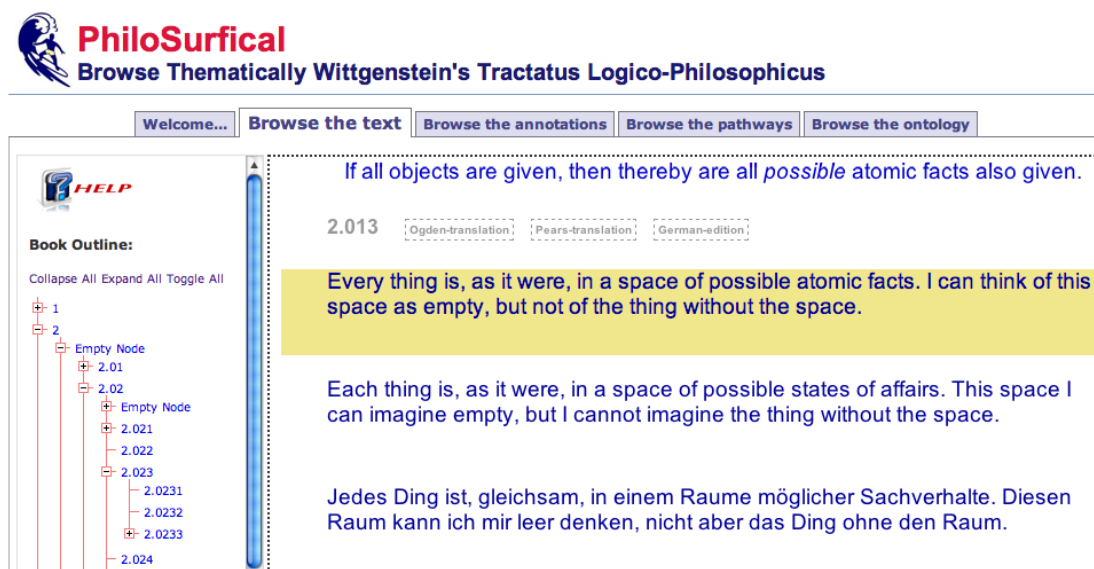 PhiloSurfical
Browse Thematically Wittgenstein's Tractatus Logico-Philosophicus
Welcome... Browse the text Browse the annotations Browse the pathways Browse the ontology
HELP
Book Outline:
Collapse All Expand All Toggle All
1
2
Empty Node
2.01
2.02
Empty Node
2.021
2.022
2.023
2.0231
2.0232
2.0233
2.024
If all objects are given, then thereby are all possible atomic facts also given.
2.013 Ogden-translation Pears-translation German-edition
Every thing is, as it were, in a space of possible atomic facts. I can think of this
space as empty, but not of the thing without the space.
Each thing is, as it were, in a space of possible states of affairs. This space I
can imagine empty, but I cannot imagine the thing without the space.
Jedes Ding ist, gleichsam, in einem Raume möglicher Sachverhalte. Diesen
Raum kann ich mir leer denken, nicht aber das Ding ohne den Raum.